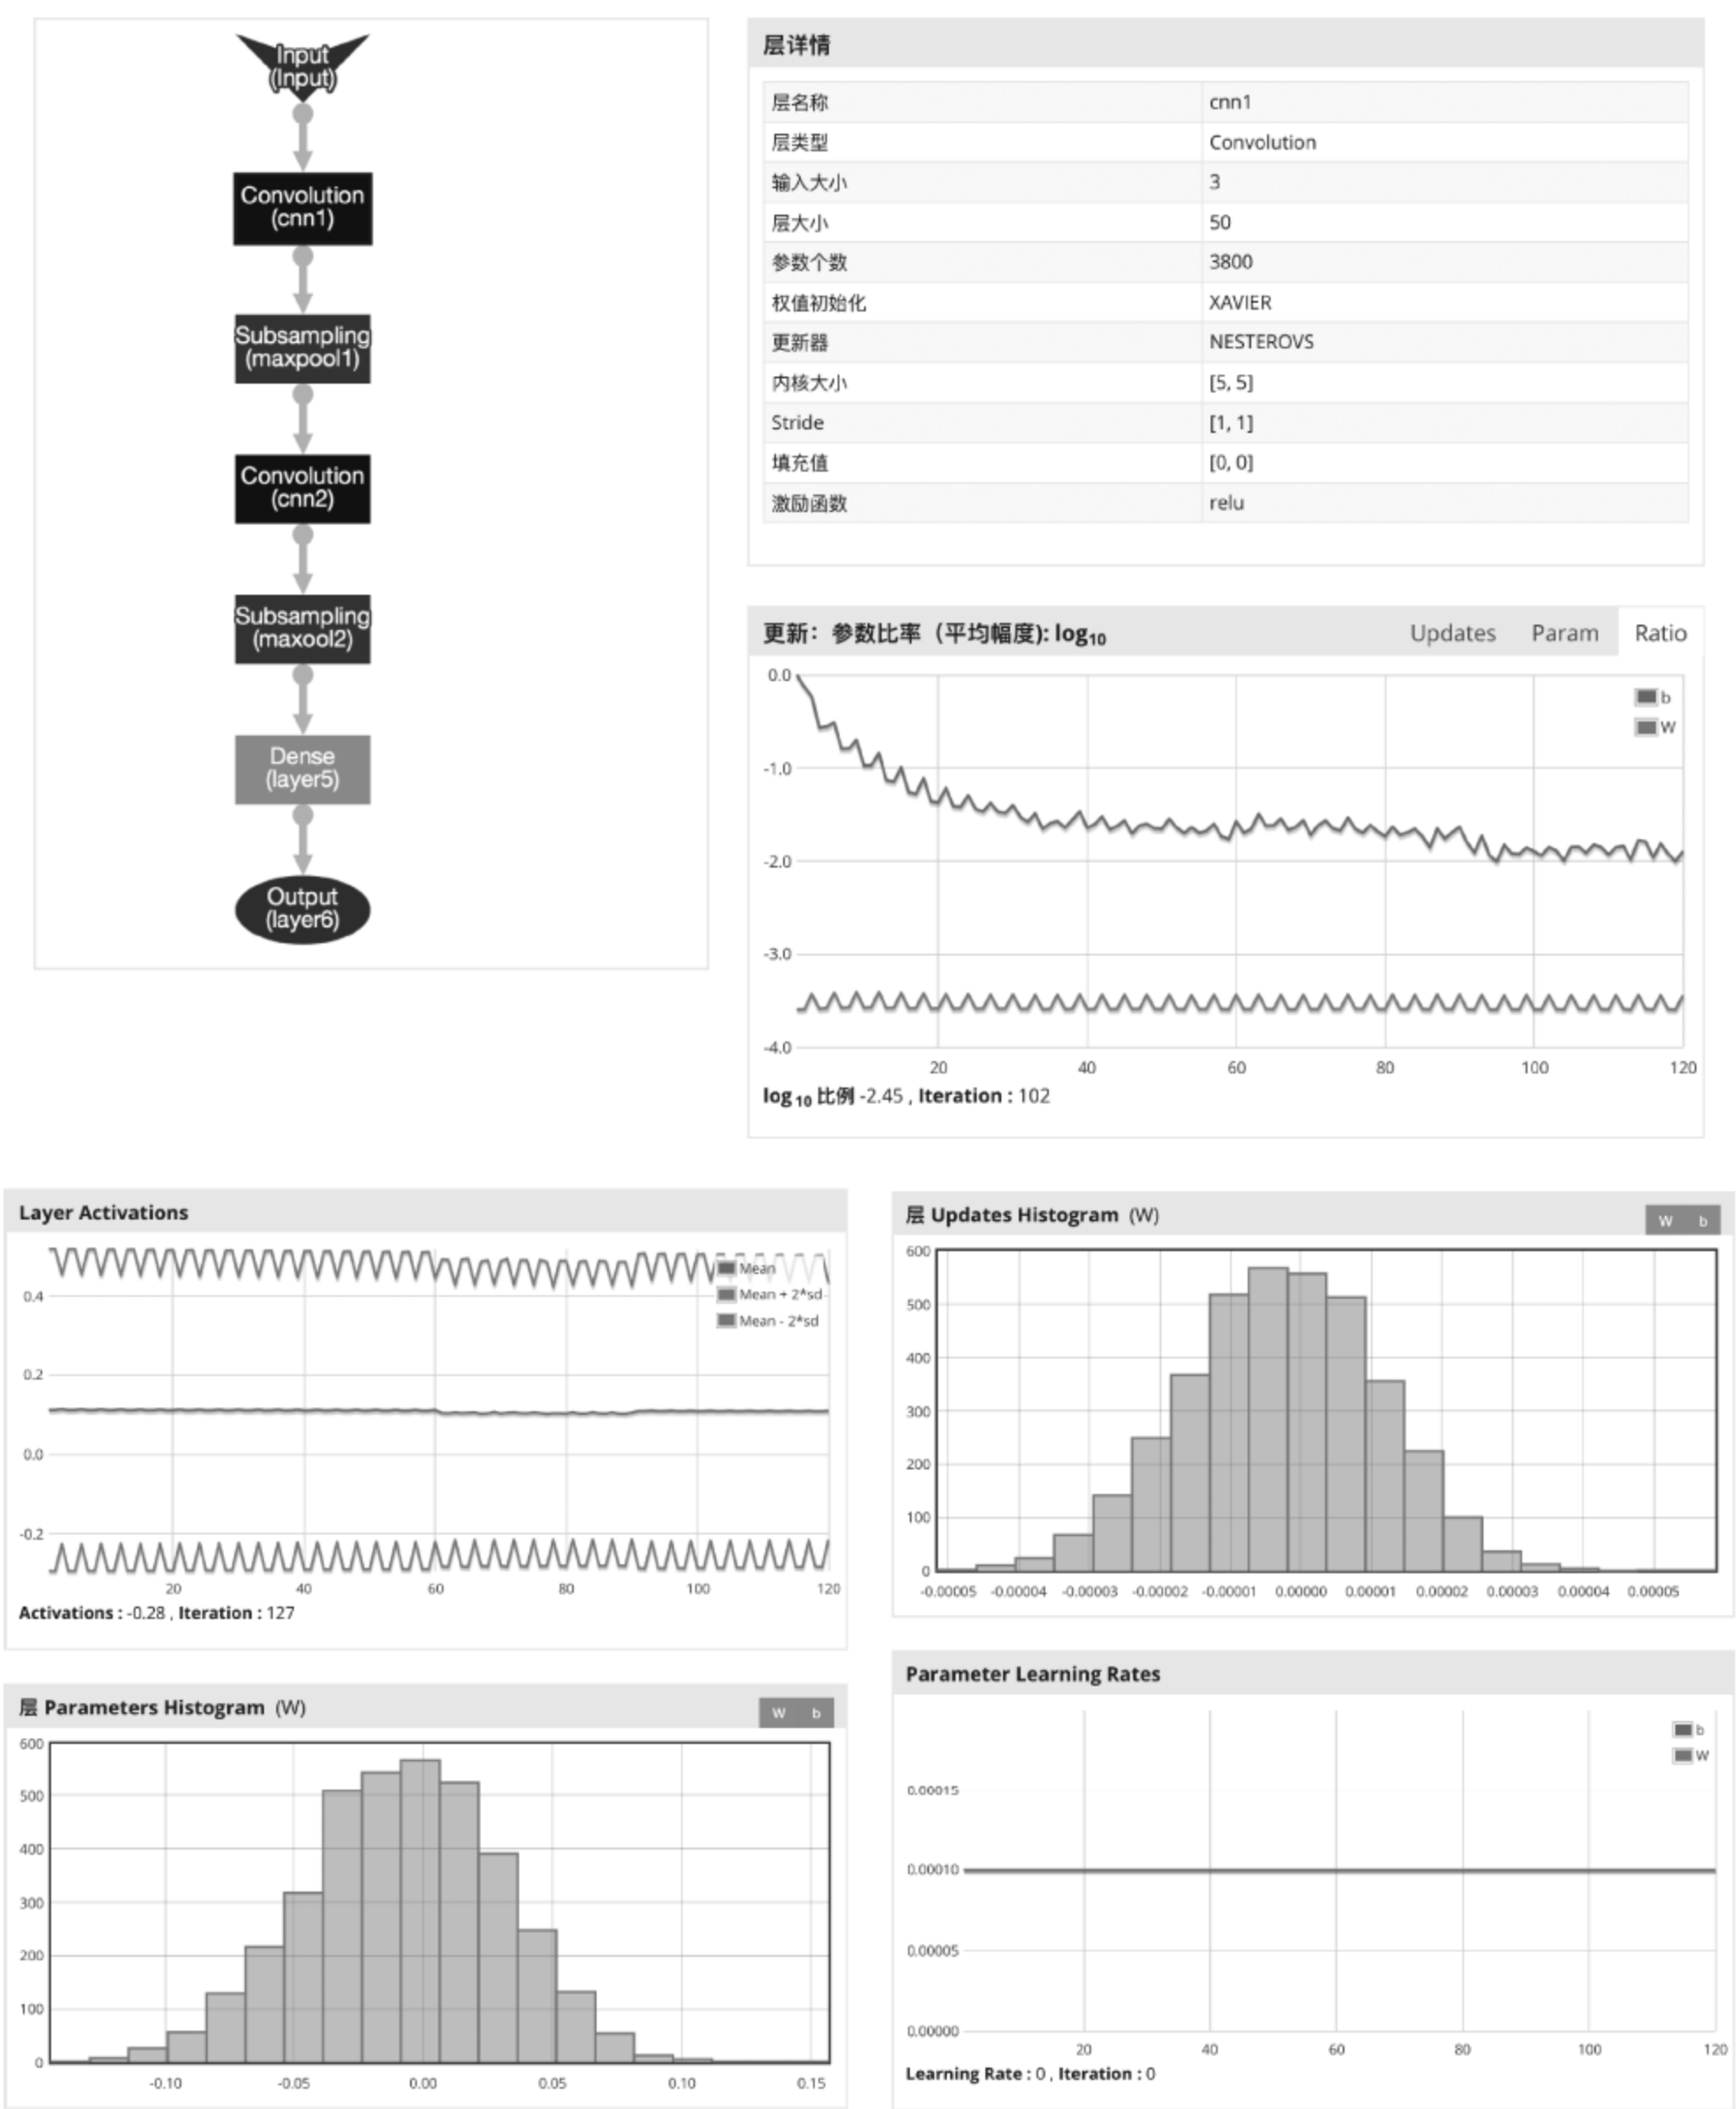 Input
(Input)
Convolution
(cnn1)
Subsampling
(maxpool1)
Convolution
(cnn2)
Subsampling
(maxool2)
Dense
(layer5)
Output
(layer6)
层详情
层名称 cnn1
层类型 Convolution
输入大小 3
层大小 50
参数个数 3800
权值初始化 XAVIER
更新器 NESTEROVS
内核大小 [5, 5]
Stride [1, 1]
填充值 [0, 0]
激励函数 relu
更新：参数比率（平均幅度): log10 Updates Param Ratio
0.0
-1.0
-2.0
-3.0
-4.0
b
W
20 40 60 80 100 120
log 10 比例 -2.45 , Iteration : 102
Layer Activations
0.4
0.2
0.0
-0.2
Mean
Mean + 2*sd
Mean - 2*sd
20 40 60 80 100 120
Activations : -0.28 , Iteration : 127
层 Updates Histogram (W) W b
600
500
400
300
200
100
0
-0.00005 -0.00004 -0.00003 -0.00002 -0.00001 0.00000 0.00001 0.00002 0.00003 0.00004 0.00005
层 Parameters Histogram (W) W b
600
500
400
300
200
100
0
-0.10 -0.05 0.00 0.05 0.10 0.15
Parameter Learning Rates
b
W
0.00015
0.00010
0.00005
0.00000
20 40 60 80 100 120
Learning Rate : 0 , Iteration : 0